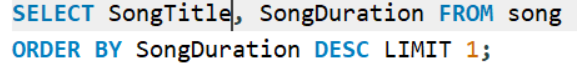 SELECT SongTitle, SongDuration FROM song
ORDER BY SongDuration DESC LIMIT 1;